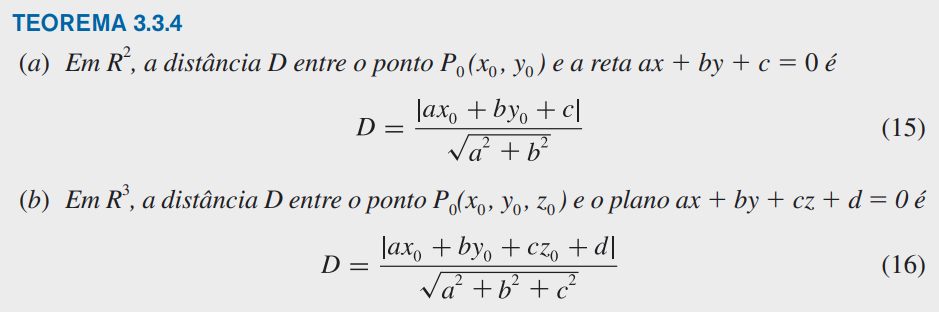 TEOREMA 3.3.4
(a) Em R², a distância D entre o ponto P₀(x₀, y₀) e a reta ax + by + c = 0 é
D = |ax₀ + by₀ + c| / √(a² + b²) (15)
(b) Em R³, a distância D entre o ponto P₀(x₀, y₀, z₀) e o plano ax + by + cz + d = 0 é
D = |ax₀ + by₀ + cz₀ + d| / √(a² + b² + c²) (16)